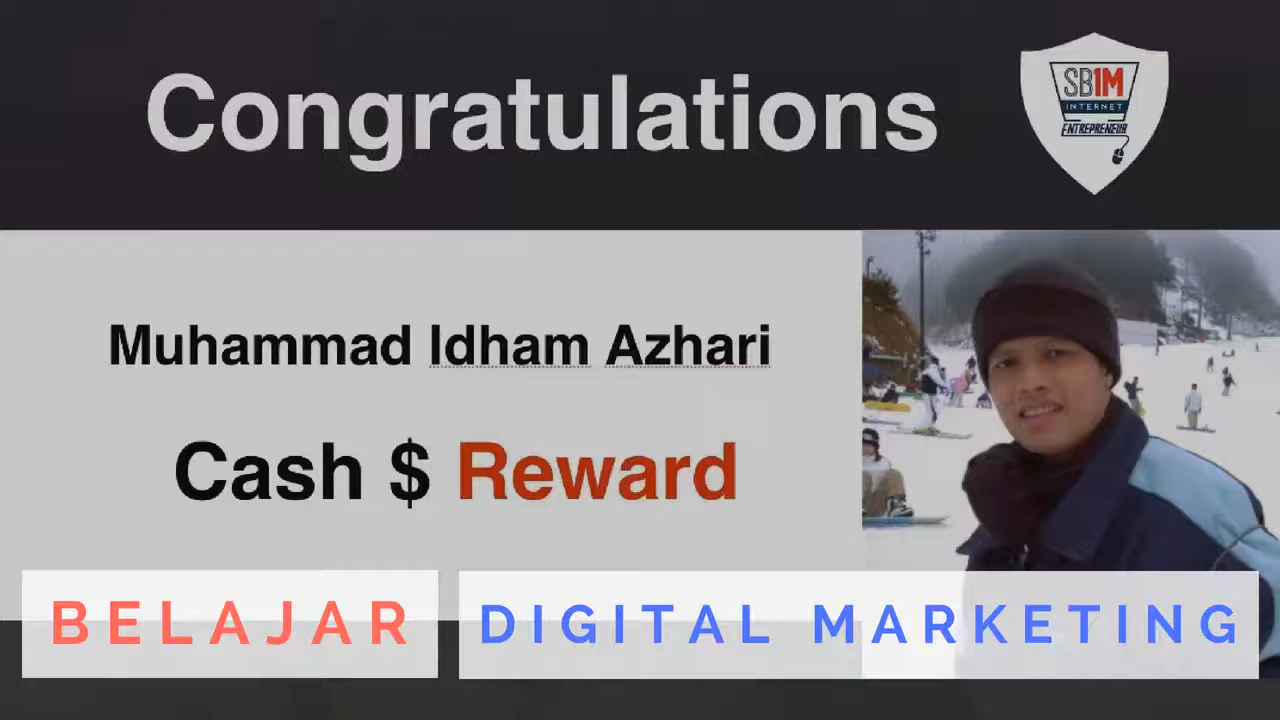 Congratulations
SB1M
INTERNET
ENTREPRENEUR
Muhammad Idham Azhari
Cash $ Reward
BELAJAR DIGITAL MARKETING